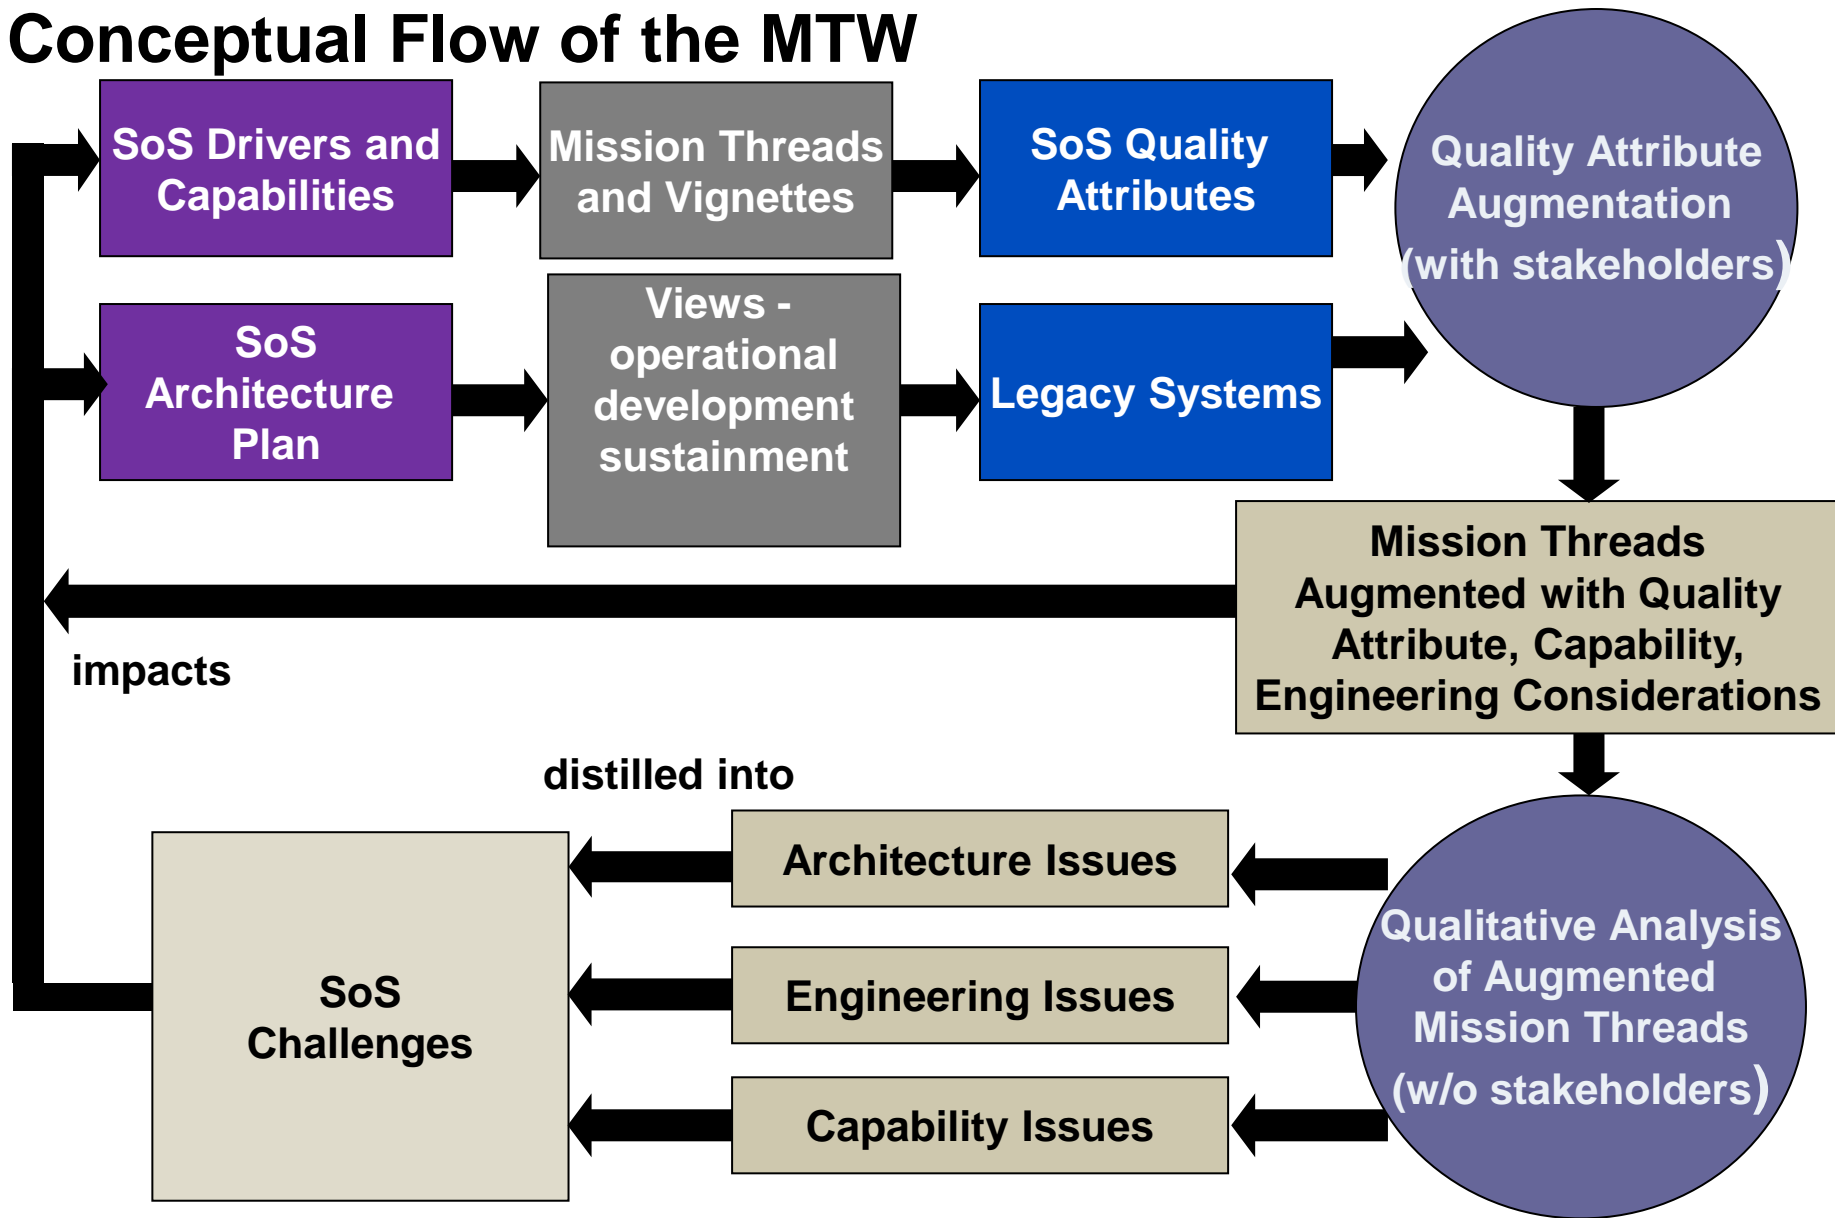 Conceptual Flow of the MTW
SoS Drivers and
Capabilities
Mission Threads
and Vignettes
SoS Quality
Attributes
Quality Attribute
Augmentation
(with stakeholders)
SoS
Architecture
Plan
Views -
operational
development
sustainment
Legacy Systems
Mission Threads
Augmented with Quality
Attribute, Capability,
Engineering Considerations
impacts
distilled into
Architecture Issues
Engineering Issues
Capability Issues
SoS
Challenges
Qualitative Analysis
of Augmented
Mission Threads
(w/o stakeholders)